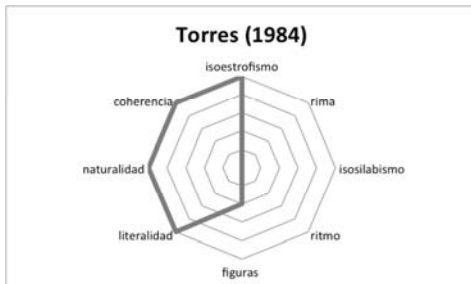 Torres (1984)
isoestrofismo
coherencia
rima
naturalidad
isosilabismo
literalidad
ritmo
figuras